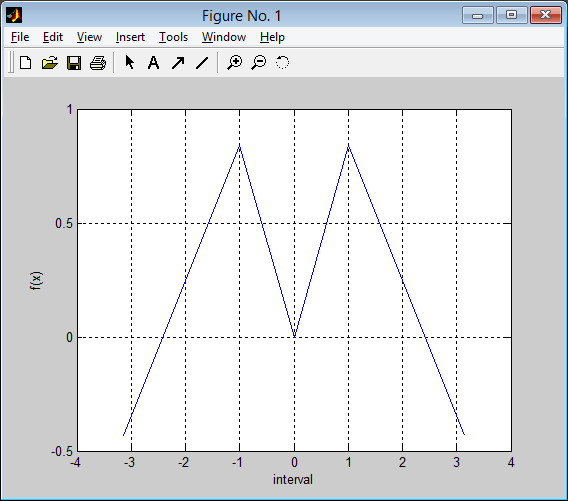 Figure No. 1
File Edit View Insert Tools Window Help
A
1
0.5
0
-0.5
f(x)
-4 -3 -2 -1 0 1 2 3 4
interval